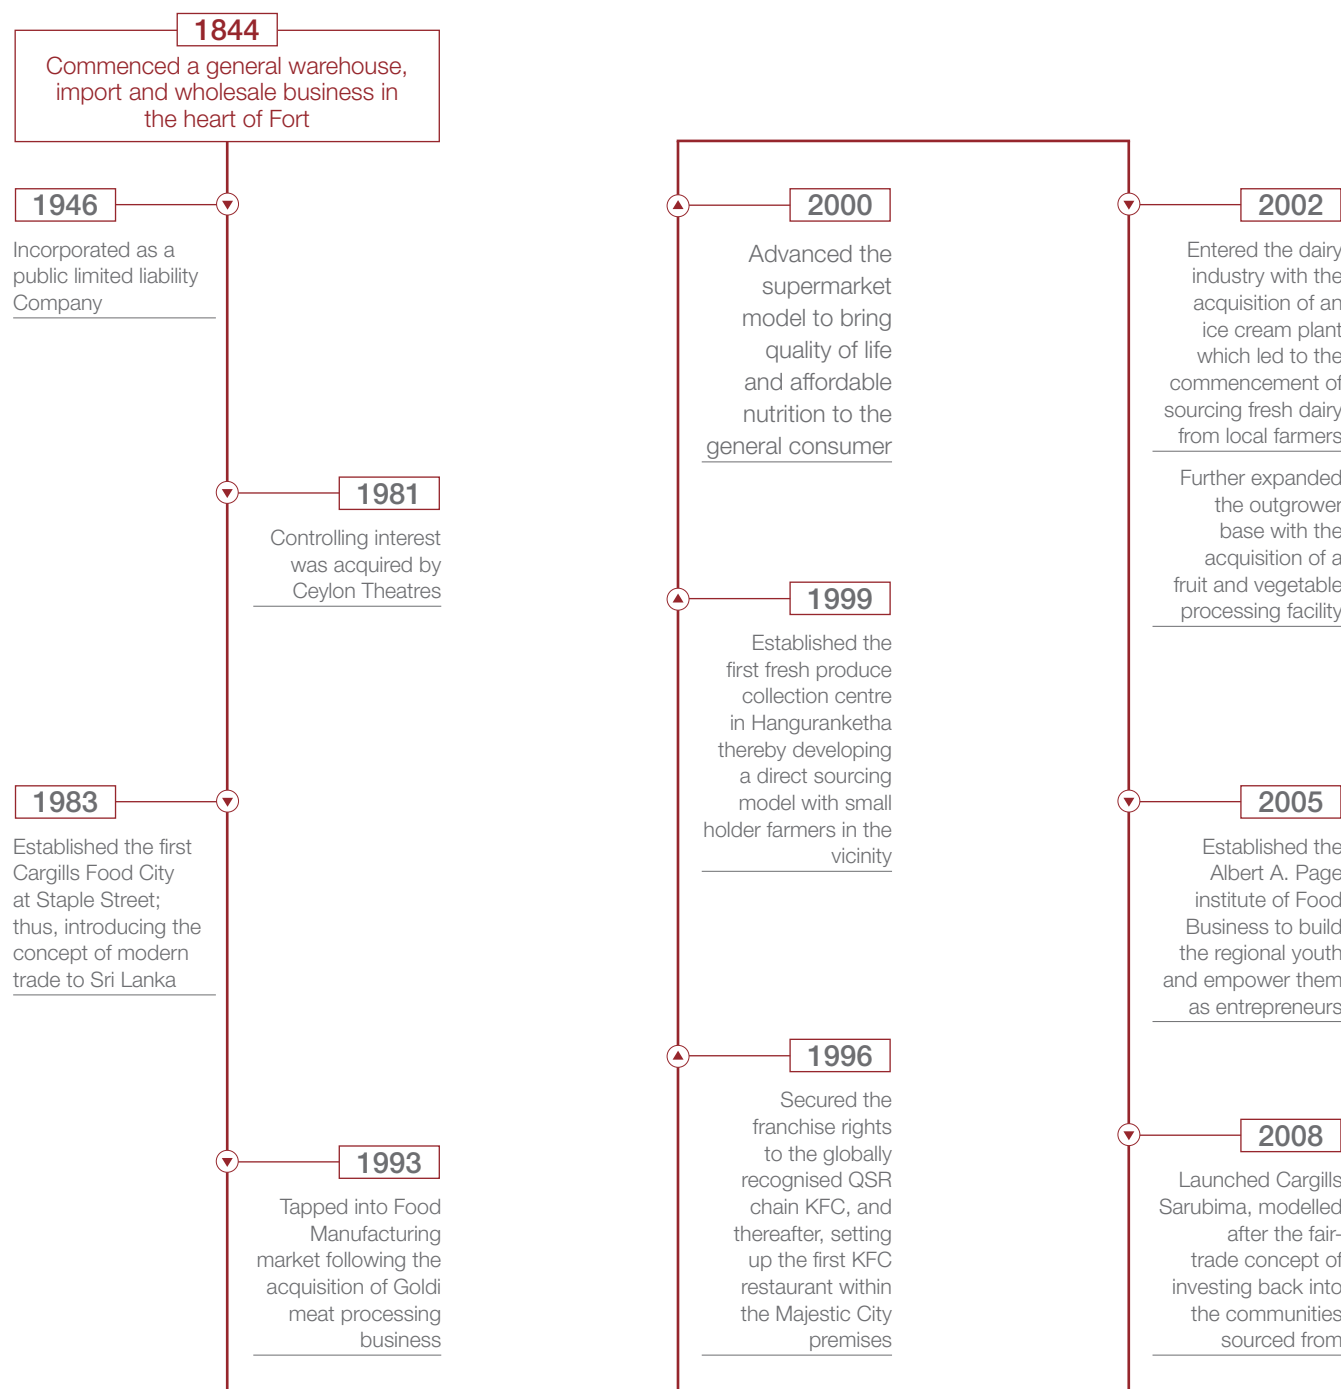 1844
Commenced a general warehouse,
import and wholesale business in
the heart of Fort
1946
Incorporated as a
public limited liability
Company
1981
Controlling interest
was acquired by
Ceylon Theatres
1983
Established the first
Cargills Food City
at Staple Street;
thus, introducing the
concept of modern
trade to Sri Lanka
1993
Tapped into Food
Manufacturing
market following the
acquisition of Goldi
meat processing
business
1996
Secured the
franchise rights
to the globally
recognised QSR
chain KFC, and
thereafter, setting
up the first KFC
restaurant within
the Majestic City
premises
1999
Established the
first fresh produce
collection centre
in Hanguranketha
thereby developing
a direct sourcing
model with small
holder farmers in the
vicinity
2000
Advanced the
supermarket
model to bring
quality of life
and affordable
nutrition to the
general consumer
2002
Entered the dairy
industry with the
acquisition of an
ice cream plant
which led to the
commencement of
sourcing fresh dairy
from local farmers
Further expanded
the outgrower
base with the
acquisition of a
fruit and vegetable
processing facility
2005
Established the
Albert A. Page
institute of Food
Business to build
the regional youth
and empower them
as entrepreneurs
2008
Launched Cargills
Sarubima, modelled
after the fair-
trade concept of
investing back into
the communities
sourced from